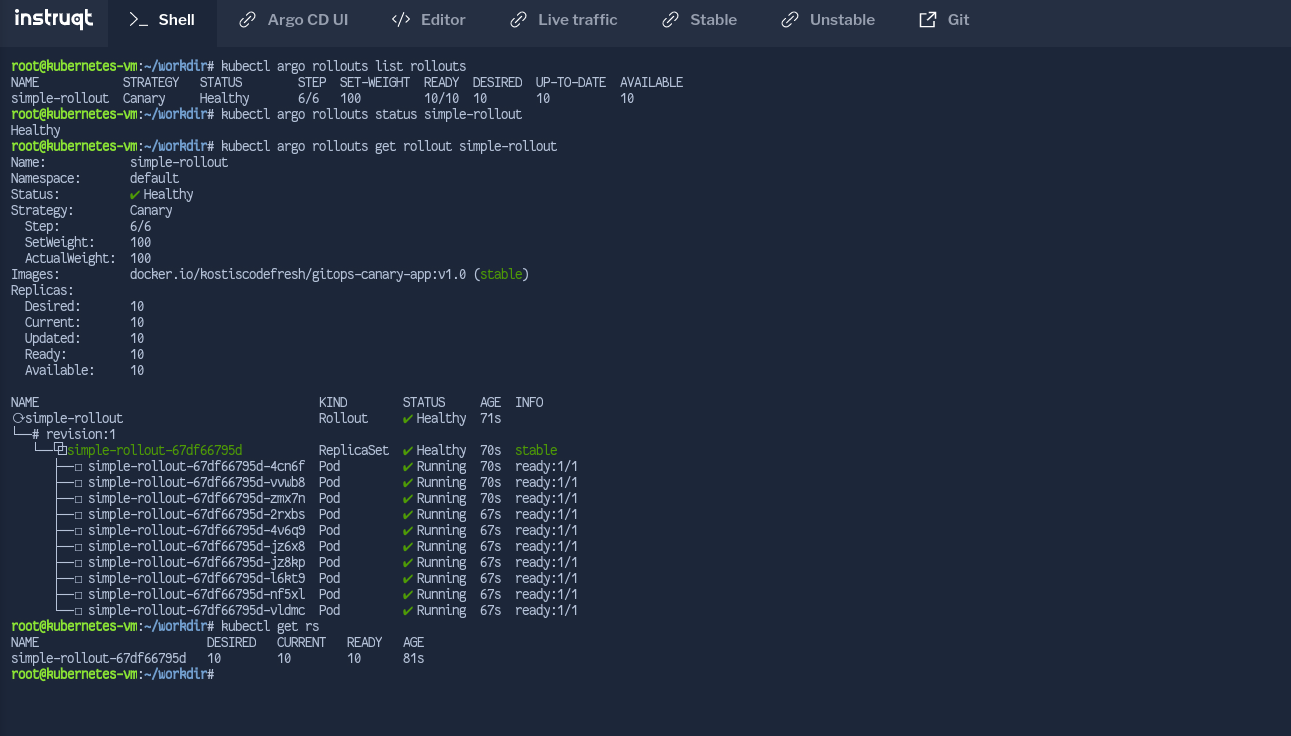 instruqt
Shell
Argo CD UI
Editor
Live traffic
Stable
Unstable
Git
root@kubernetes-vm:~/workdir# kubectl argo rollouts list rollouts
NAME STRATEGY STATUS STEP SET-WEIGHT READY DESIRED UP-TO-DATE AVAILABLE
simple-rollout Canary Healthy 6/6 100 10/10 10 10 10
root@kubernetes-vm:~/workdir# kubectl argo rollouts status simple-rollout
Healthy
root@kubernetes-vm:~/workdir# kubectl argo rollouts get rollout simple-rollout
Name: simple-rollout
Namespace: default
Status: ✔ Healthy
Strategy: Canary
Step: 6/6
SetWeight: 100
ActualWeight: 100
Images: docker.io/kostiscodefresh/gitops-canary-app:v1.0 (stable)
Replicas:
Desired: 10
Current: 10
Updated: 10
Ready: 10
Available: 10
NAME KIND STATUS AGE INFO
⟳ simple-rollout Rollout ✔ Healthy 71s
└──# revision:1
└──⧉ simple-rollout-67df66795d ReplicaSet ✔ Healthy 70s stable
├──□ simple-rollout-67df66795d-4cn6f Pod ✔ Running 70s ready:1/1
├──□ simple-rollout-67df66795d-vvwb8 Pod ✔ Running 70s ready:1/1
├──□ simple-rollout-67df66795d-zmx7n Pod ✔ Running 70s ready:1/1
├──□ simple-rollout-67df66795d-2rxbs Pod ✔ Running 67s ready:1/1
├──□ simple-rollout-67df66795d-4v6q9 Pod ✔ Running 67s ready:1/1
├──□ simple-rollout-67df66795d-jz6x8 Pod ✔ Running 67s ready:1/1
├──□ simple-rollout-67df66795d-jz8kp Pod ✔ Running 67s ready:1/1
├──□ simple-rollout-67df66795d-l6kt9 Pod ✔ Running 67s ready:1/1
├──□ simple-rollout-67df66795d-nf5xl Pod ✔ Running 67s ready:1/1
└──□ simple-rollout-67df66795d-vldmc Pod ✔ Running 67s ready:1/1
root@kubernetes-vm:~/workdir# kubectl get rs
NAME DESIRED CURRENT READY AGE
simple-rollout-67df66795d 10 10 10 81s
root@kubernetes-vm:~/workdir#